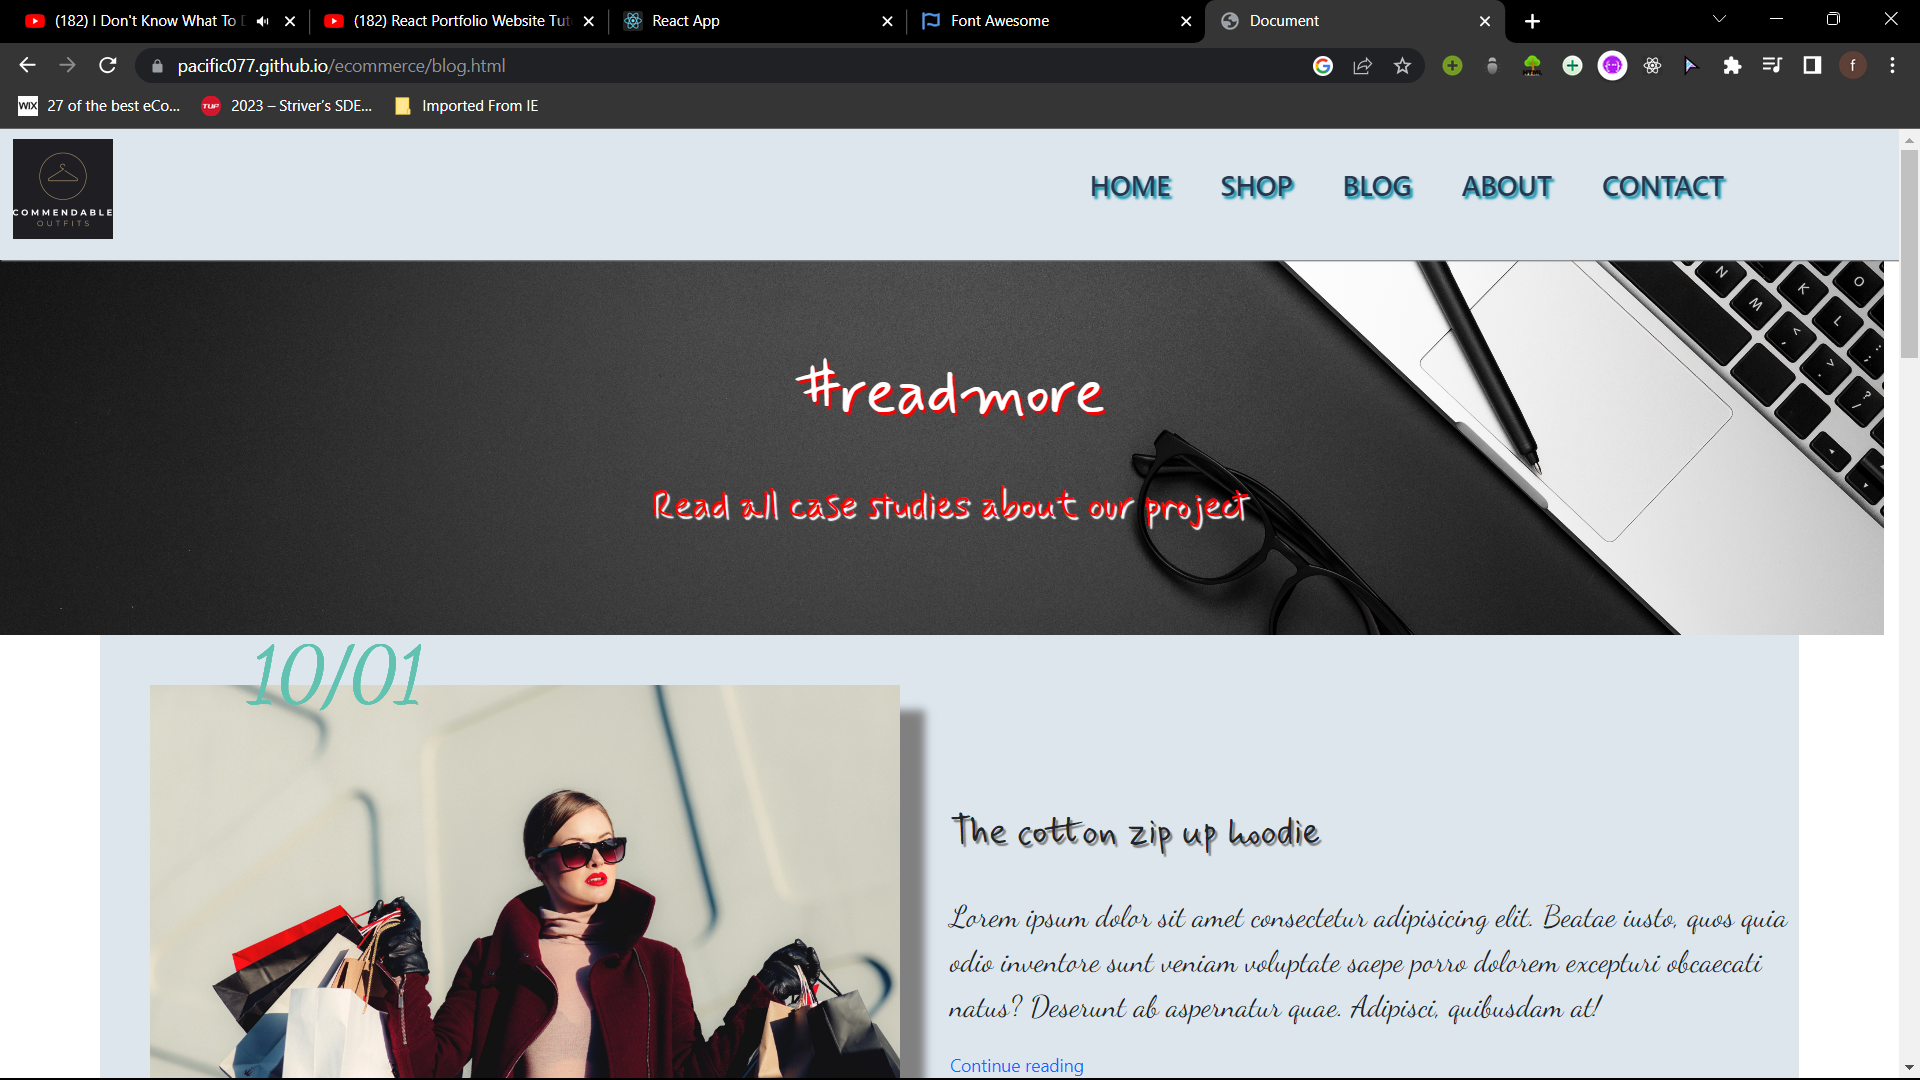 (182) I Don't Know What To D
(182) React Portfolio Website Tut
React App
Font Awesome
Document
pacific077.github.io/ecommerce/blog.html
f
WIX 27 of the best eCo...
TUF 2023 – Striver's SDE...
Imported From IE
COMMENDABLE
OUTFITS
HOME
SHOP
BLOG
ABOUT
CONTACT
#readmore
Read all case studies about our project
10/01
The cotton zip up hoodie
Lorem ipsum dolor sit amet consectetur adipisicing elit. Beatae iusto, quos quia
odio inventore sunt veniam voluptate saepe porro dolorem excepturi obcaecati
natus? Deserunt ab aspernatur quae. Adipisci, quibusdam at!
Continue reading